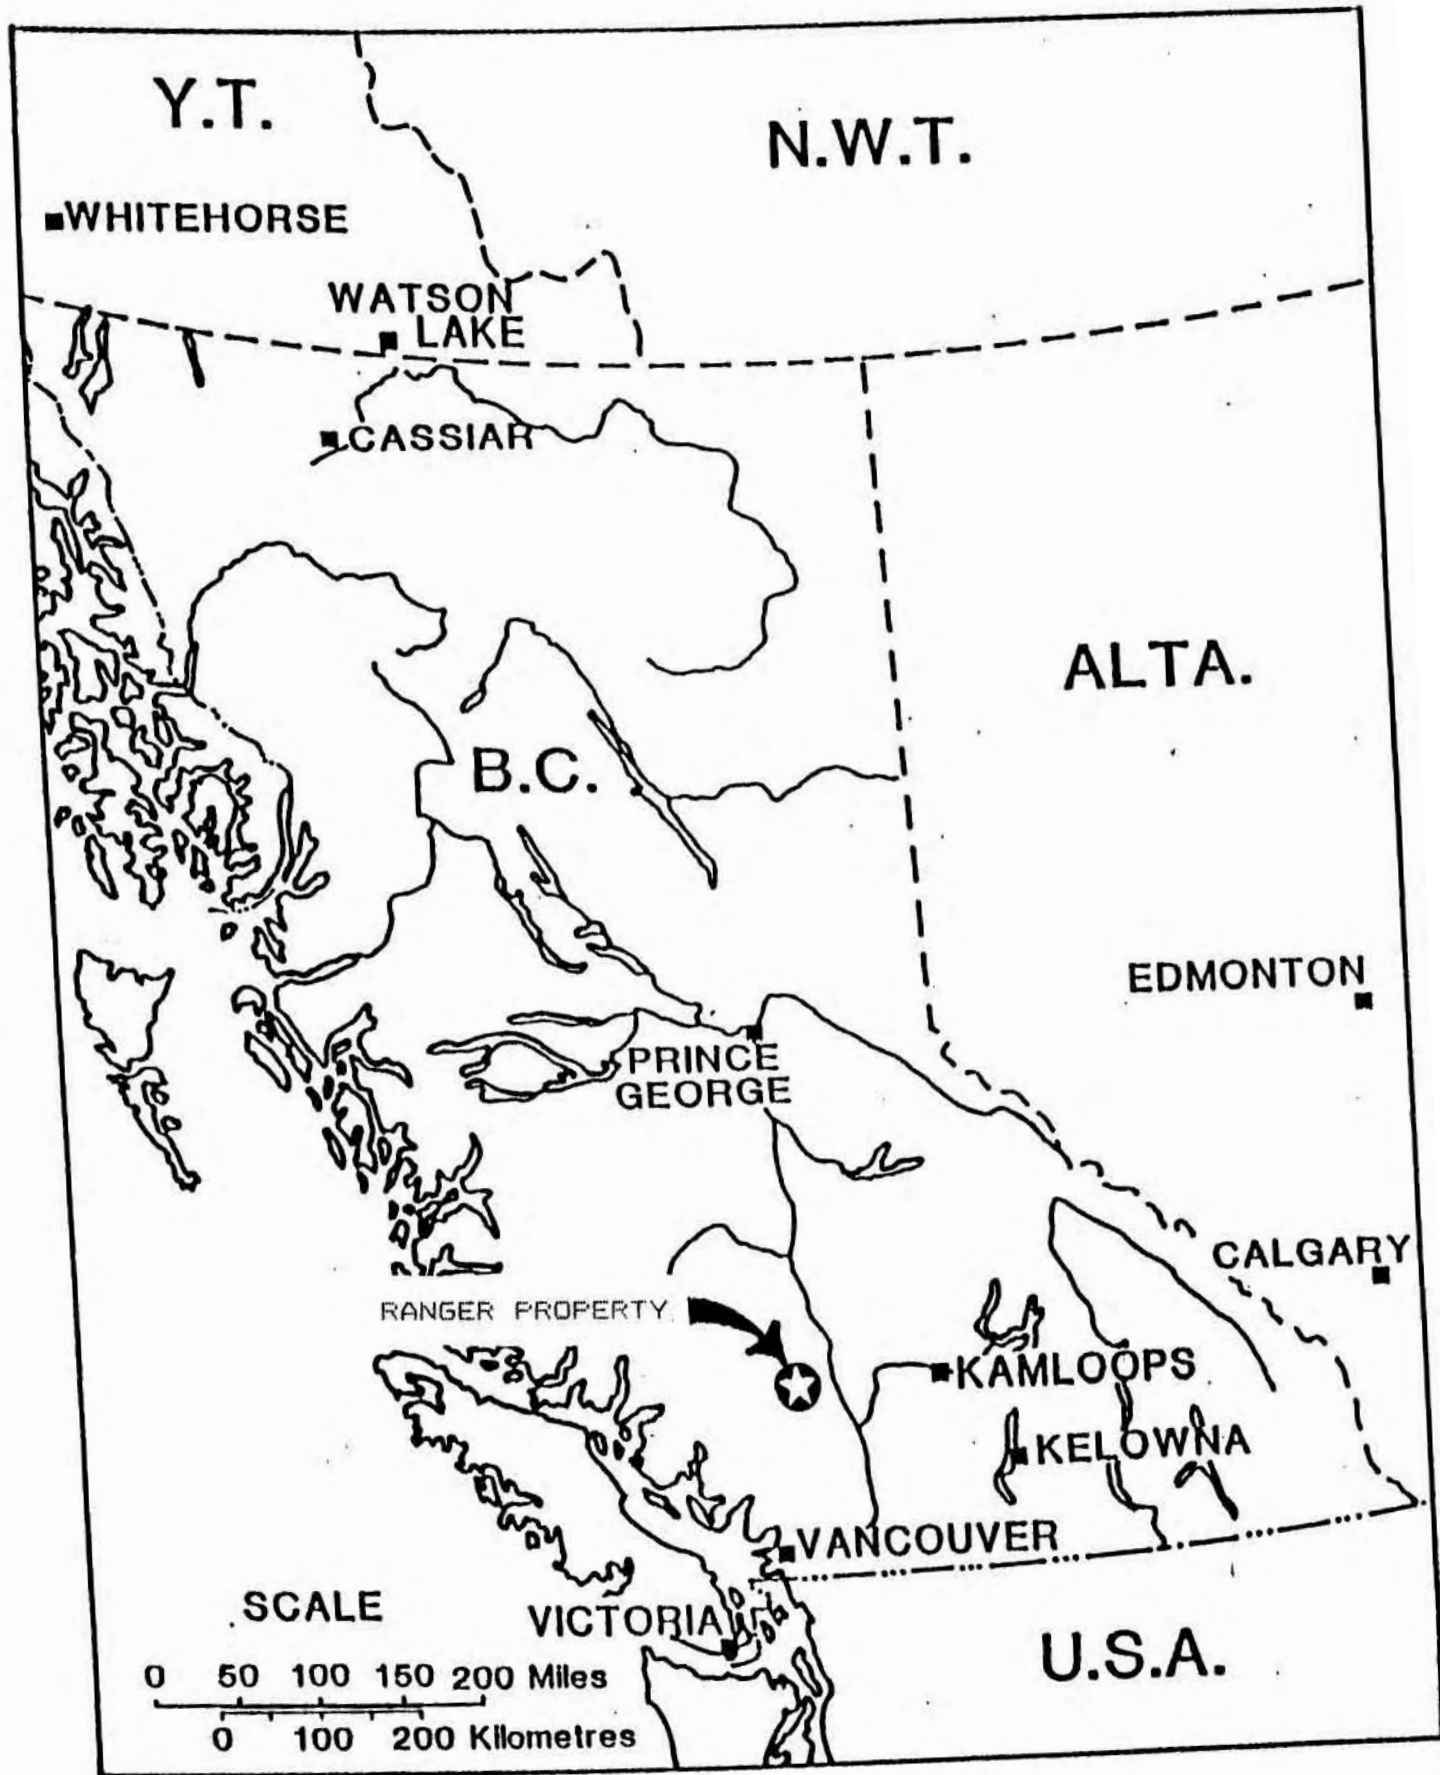 Y.T.
N.W.T.
WHITEHORSE
WATSON
LAKE
CASSIAR
ALTA.
B.C.
EDMONTON
PRINCE
GEORGE
CALGARY
RANGER PROPERTY
KAMLOOPS
KELOWNA
VANCOUVER
SCALE
VICTORIA
U.S.A.
0 50 100 150 200 Miles
0 100 200 Kilometres